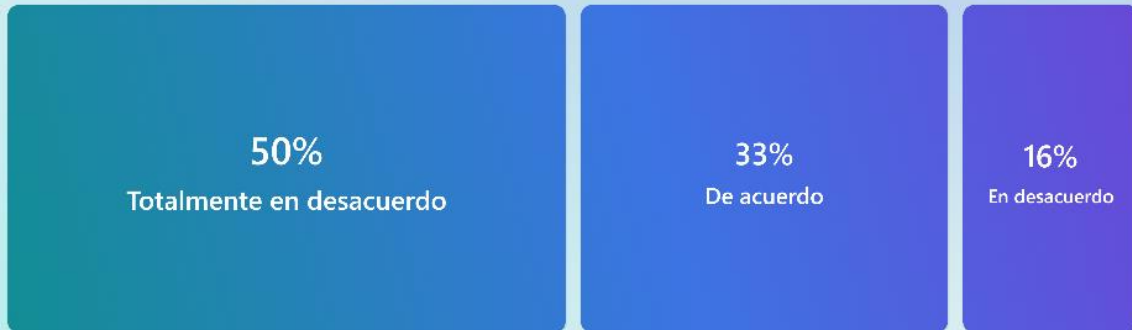 50%
Totalmente en desacuerdo
33%
De acuerdo
16%
En desacuerdo